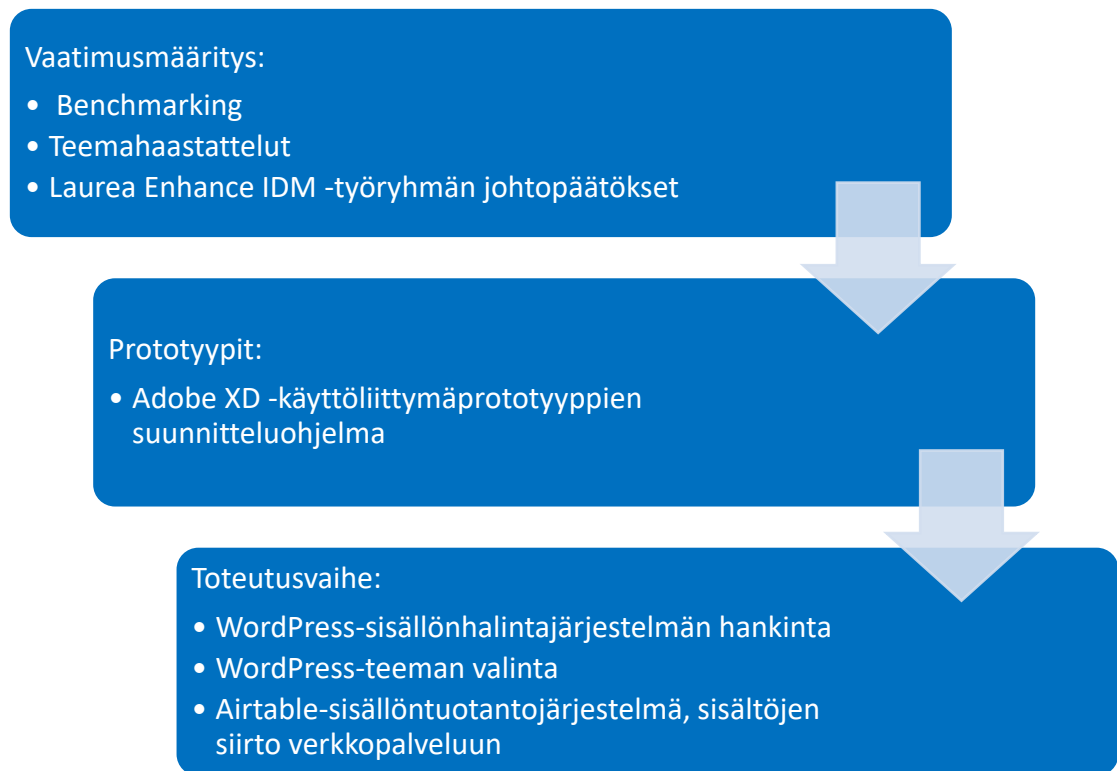 Vaatimusmääritys:
• Benchmarking
• Teemahaastattelut
• Laurea Enhance IDM -työryhmän johtopäätökset
Prototyypit:
• Adobe XD -käyttöliittymäprototyyppien
suunnitteluohjelma
Toteutusvaihe:
• WordPress-sisällönhalintajärjestelmän hankinta
• WordPress-teeman valinta
• Airtable-sisällöntuotantojärjestelmä, sisältöjen
siirto verkkopalveluun